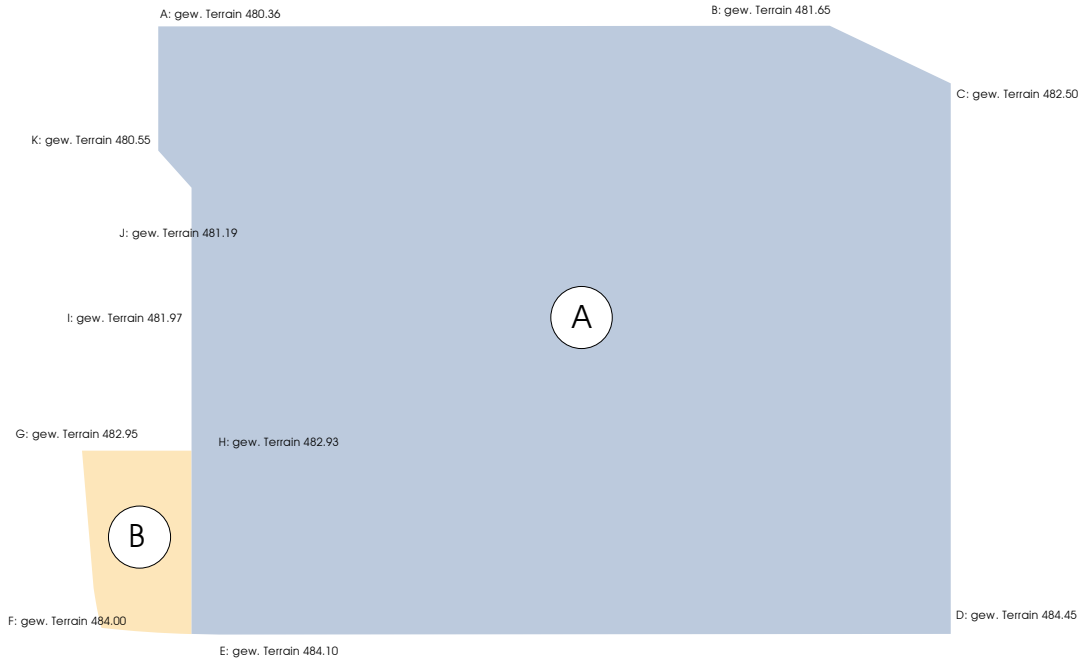 A: gew. Terrain 480.36
B: gew. Terrain 481.65
C: gew. Terrain 482.50
K: gew. Terrain 480.55
J: gew. Terrain 481.19
I: gew. Terrain 481.97
A
G: gew. Terrain 482.95
H: gew. Terrain 482.93
B
F: gew. Terrain 484.00
D: gew. Terrain 484.45
E: gew. Terrain 484.10